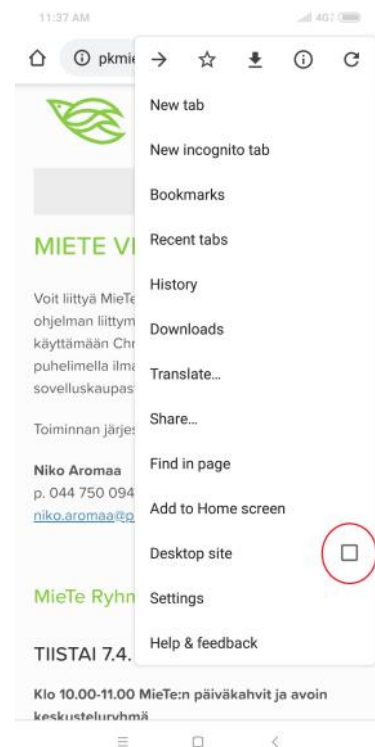 11:37 AM
4G
pkmie
New tab
New incognito tab
Bookmarks
Recent tabs
History
Downloads
Translate...
Share...
Find in page
Add to Home screen
Desktop site
Settings
Help & feedback
MIETE VI
Voit liittyä MieTe
ohjelman liittym
käyttämään Chr
puhelimella ilma
sovelluskaupas
Toiminnan järjes
Niko Aromaa
p. 044 750 094
niko.aromaa@p
MieTe Ryhm
TIISTAI 7.4.
Klo 10.00-11.00 MieTe:n päiväkahvit ja avoin
keskusteluryhmä